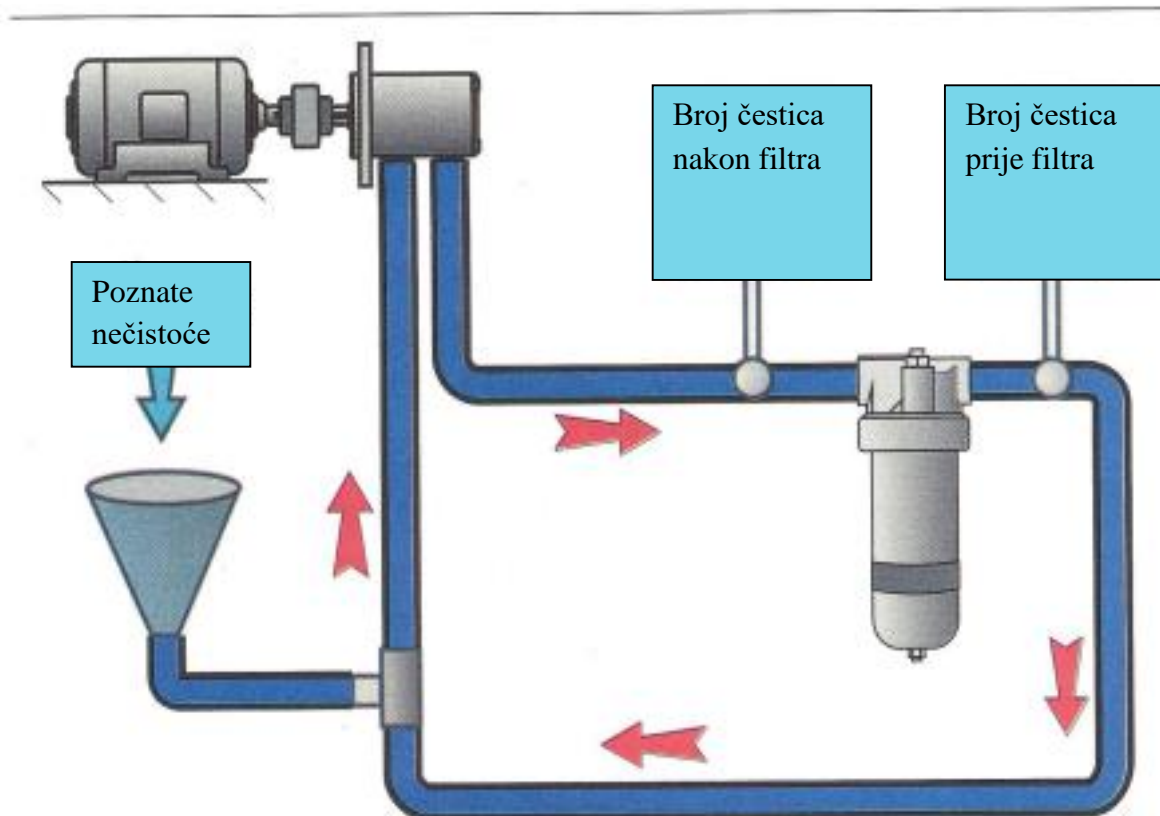 Broj čestica
nakon filtra
Broj čestica
prije filtra
Poznate
nečistoće